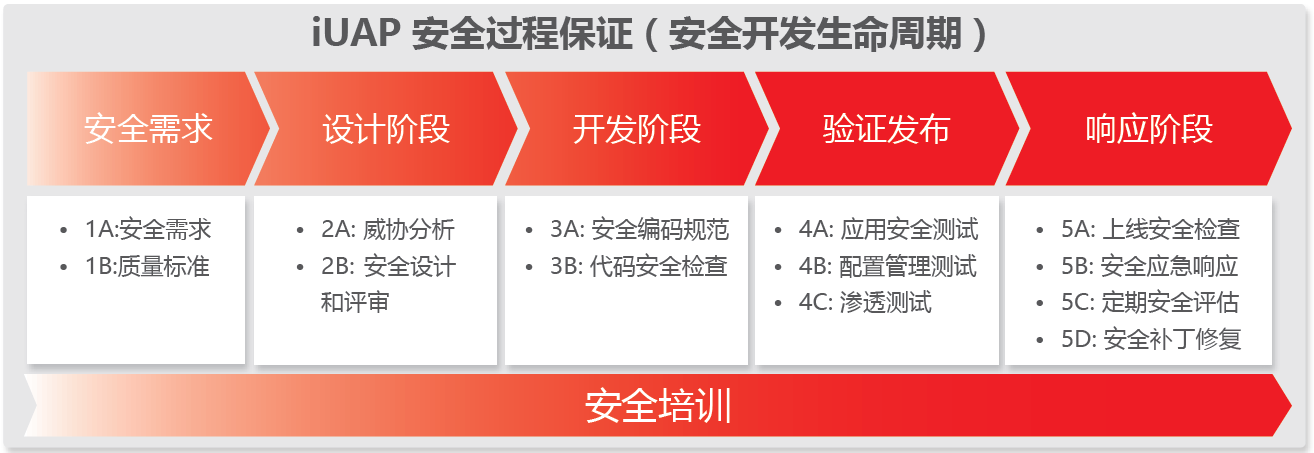 iUAP 安全过程保证（安全开发生命周期）
安全需求
设计阶段
开发阶段
验证发布
响应阶段
• 1A:安全需求
• 1B:质量标准
• 2A: 威协分析
• 2B: 安全设计
和评审
• 3A: 安全编码规范
• 3B: 代码安全检查
• 4A: 应用安全测试
• 4B: 配置管理测试
• 4C: 渗透测试
• 5A: 上线安全检查
• 5B: 安全应急响应
• 5C: 定期安全评估
• 5D: 安全补丁修复
安全培训